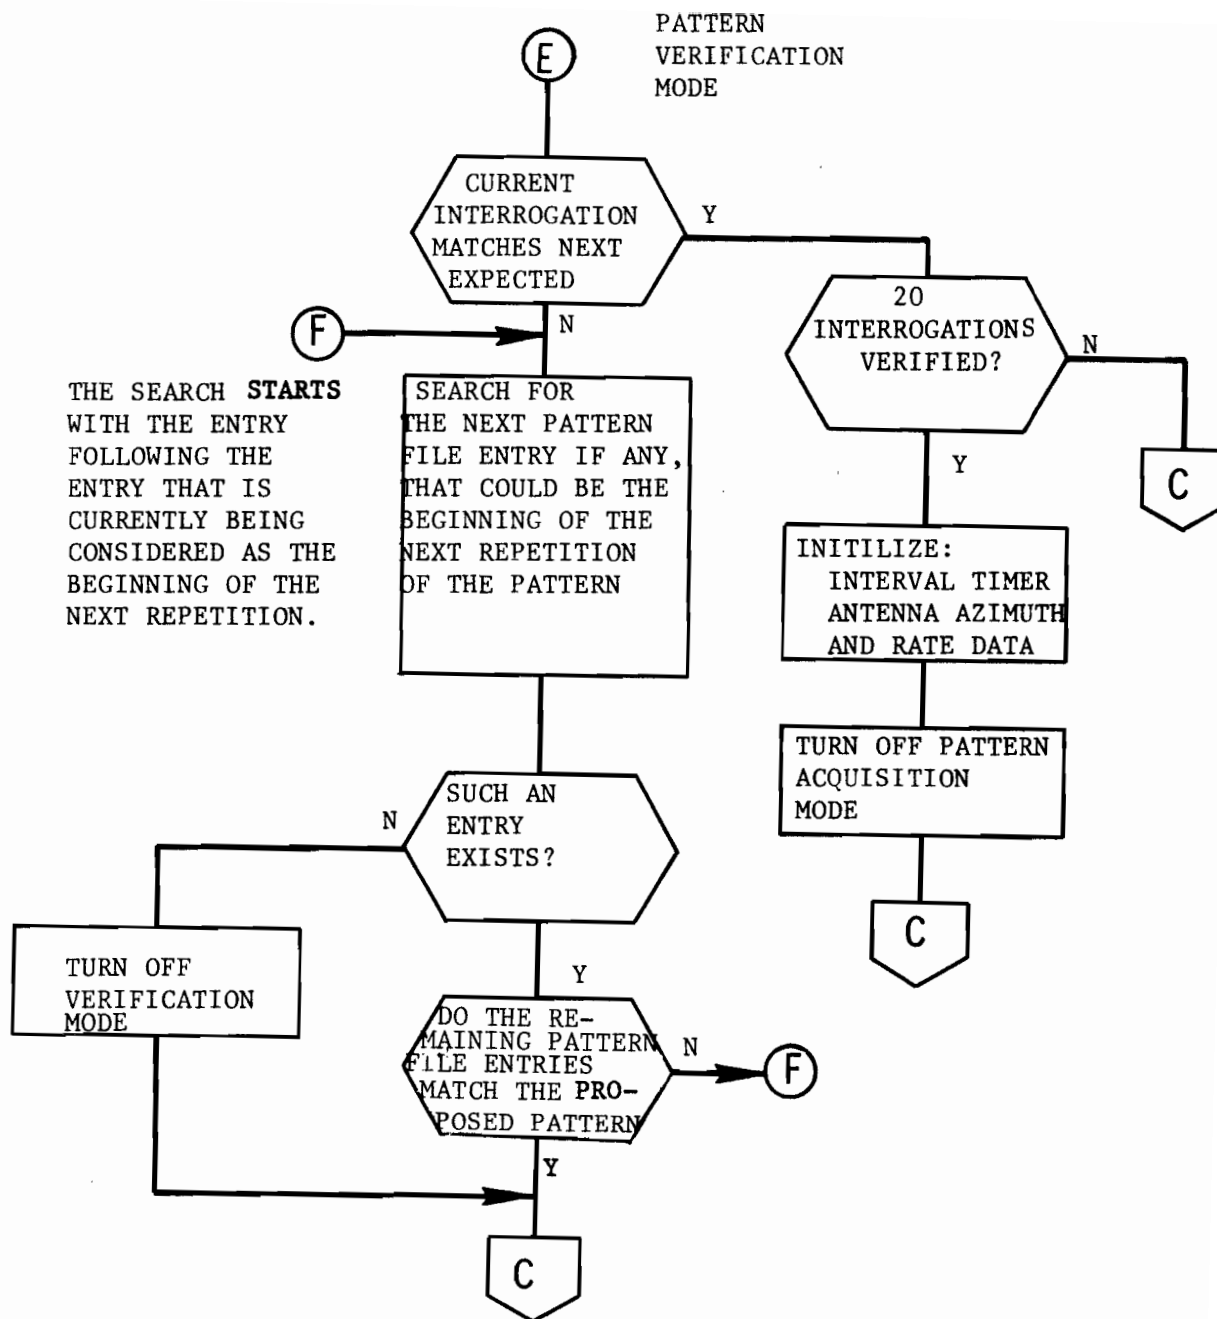 PATTERN
VERIFICATION
MODE
E
CURRENT
INTERROGATION
MATCHES NEXT
EXPECTED
Y
N
F
20
INTERROGATIONS
VERIFIED?
N
Y
C
THE SEARCH STARTS
WITH THE ENTRY
FOLLOWING THE
ENTRY THAT IS
CURRENTLY BEING
CONSIDERED AS THE
BEGINNING OF THE
NEXT REPETITION.
SEARCH FOR
THE NEXT PATTERN
FILE ENTRY IF ANY,
THAT COULD BE THE
BEGINNING OF THE
NEXT REPETITION
OF THE PATTERN
INITILIZE:
INTERVAL TIMER
ANTENNA AZIMUTH
AND RATE DATA
TURN OFF PATTERN
ACQUISITION
MODE
C
SUCH AN
ENTRY
EXISTS?
N
Y
TURN OFF
VERIFICATION
MODE
DO THE RE-
MAINING PATTERN
FILE ENTRIES
MATCH THE PRO-
POSED PATTERN
N
F
Y
C